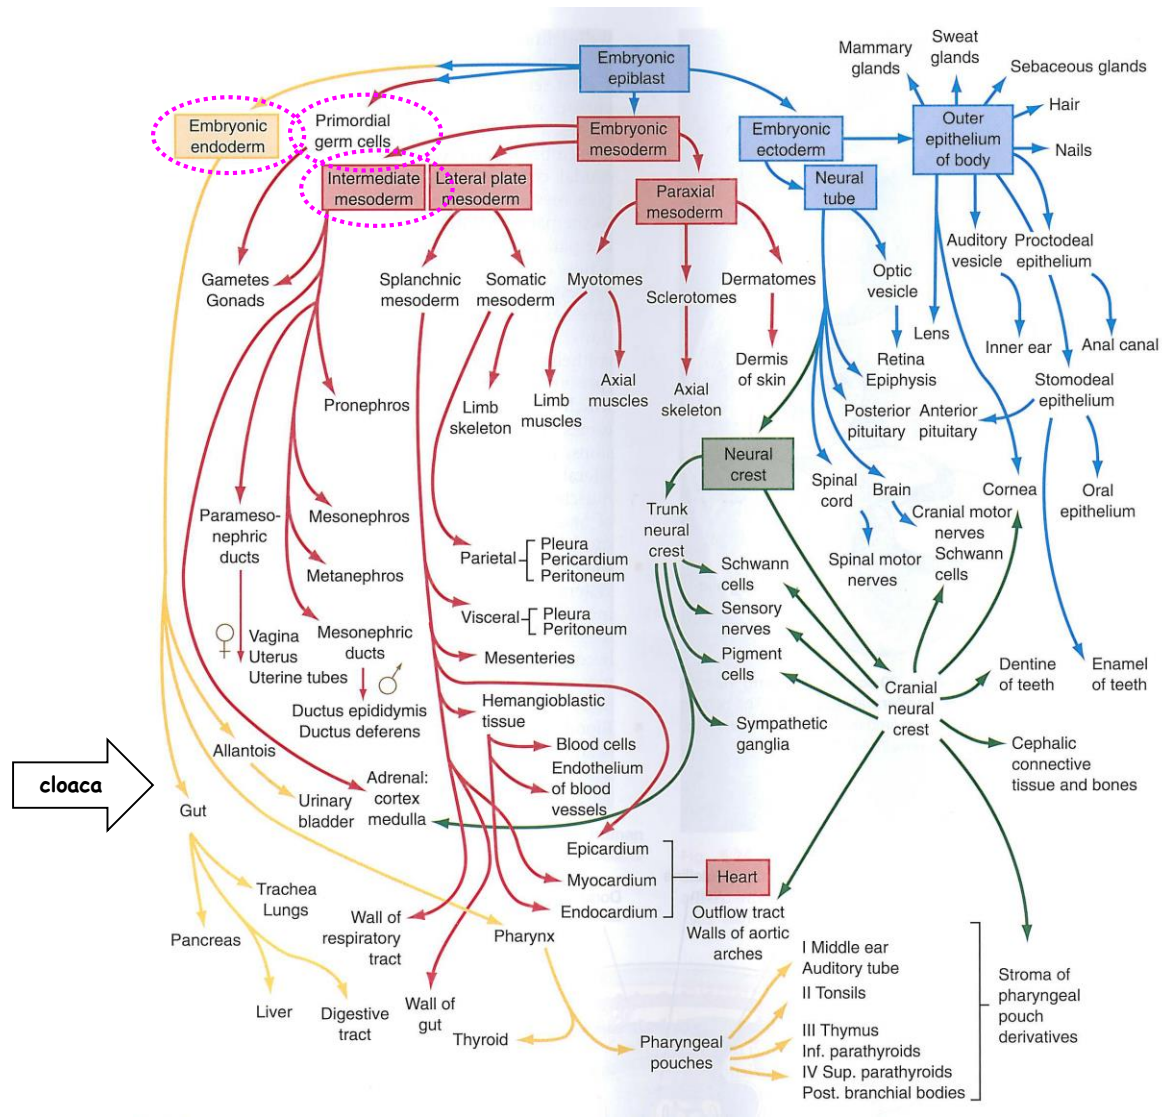 Embryonic
epiblast
Mammary
glands
Sweat
glands
Sebaceous glands
Hair
Nails
Outer
epithelium
of body
Embryonic
endoderm
Primordial
germ cells
Embryonic
mesoderm
Embryonic
ectoderm
Intermediate
mesoderm
Lateral plate
mesoderm
Paraxial
mesoderm
Neural
tube
Gametes
Gonads
Splanchnic
mesoderm
Somatic
mesoderm
Myotomes
Sclerotomes
Dermatomes
Optic
vesicle
Auditory
vesicle
Proctodeal
epithelium
Lens
Inner ear
Anal canal
Pronephros
Limb
skeleton
Limb
muscles
Axial
muscles
Axial
skeleton
Dermis
of skin
Retina
Epiphysis
Posterior
pituitary
Anterior
pituitary
Stomodeal
epithelium
Neural
crest
Spinal
cord
Brain
Cornea
Oral
epithelium
Parameso-
nephric
ducts
Mesonephros
Metanephros
Trunk
neural
crest
Cranial motor
nerves
Schwann
cells
Spinal motor
nerves
Parietal
Pleura
Pericardium
Peritoneum
Schwann
cells
Visceral
Pleura
Peritoneum
Sensory
nerves
♀
Vagina
Uterus
Uterine tubes
Mesonephric
ducts
♂
Ductus epididymis
Ductus deferens
Mesenteries
Pigment
cells
Cranial
neural
crest
Dentine
of teeth
Enamel
of teeth
Hemangioblastic
tissue
Sympathetic
ganglia
Blood cells
Endothelium
of blood
vessels
Cephalic
connective
tissue and bones
Allantois
cloaca
Gut
Urinary
bladder
Adrenal:
cortex
medulla
Epicardium
Myocardium
Endocardium
Heart
Trachea
Lungs
Pancreas
Liver
Digestive
tract
Wall of
respiratory
tract
Wall of
gut
Pharynx
Thyroid
Outflow tract
Walls of aortic
arches
Pharyngeal
pouches
I Middle ear
Auditory tube
II Tonsils
III Thymus
Inf. parathyroids
IV Sup. parathyroids
Post. branchial bodies
Stroma of
pharyngeal
pouch
derivatives